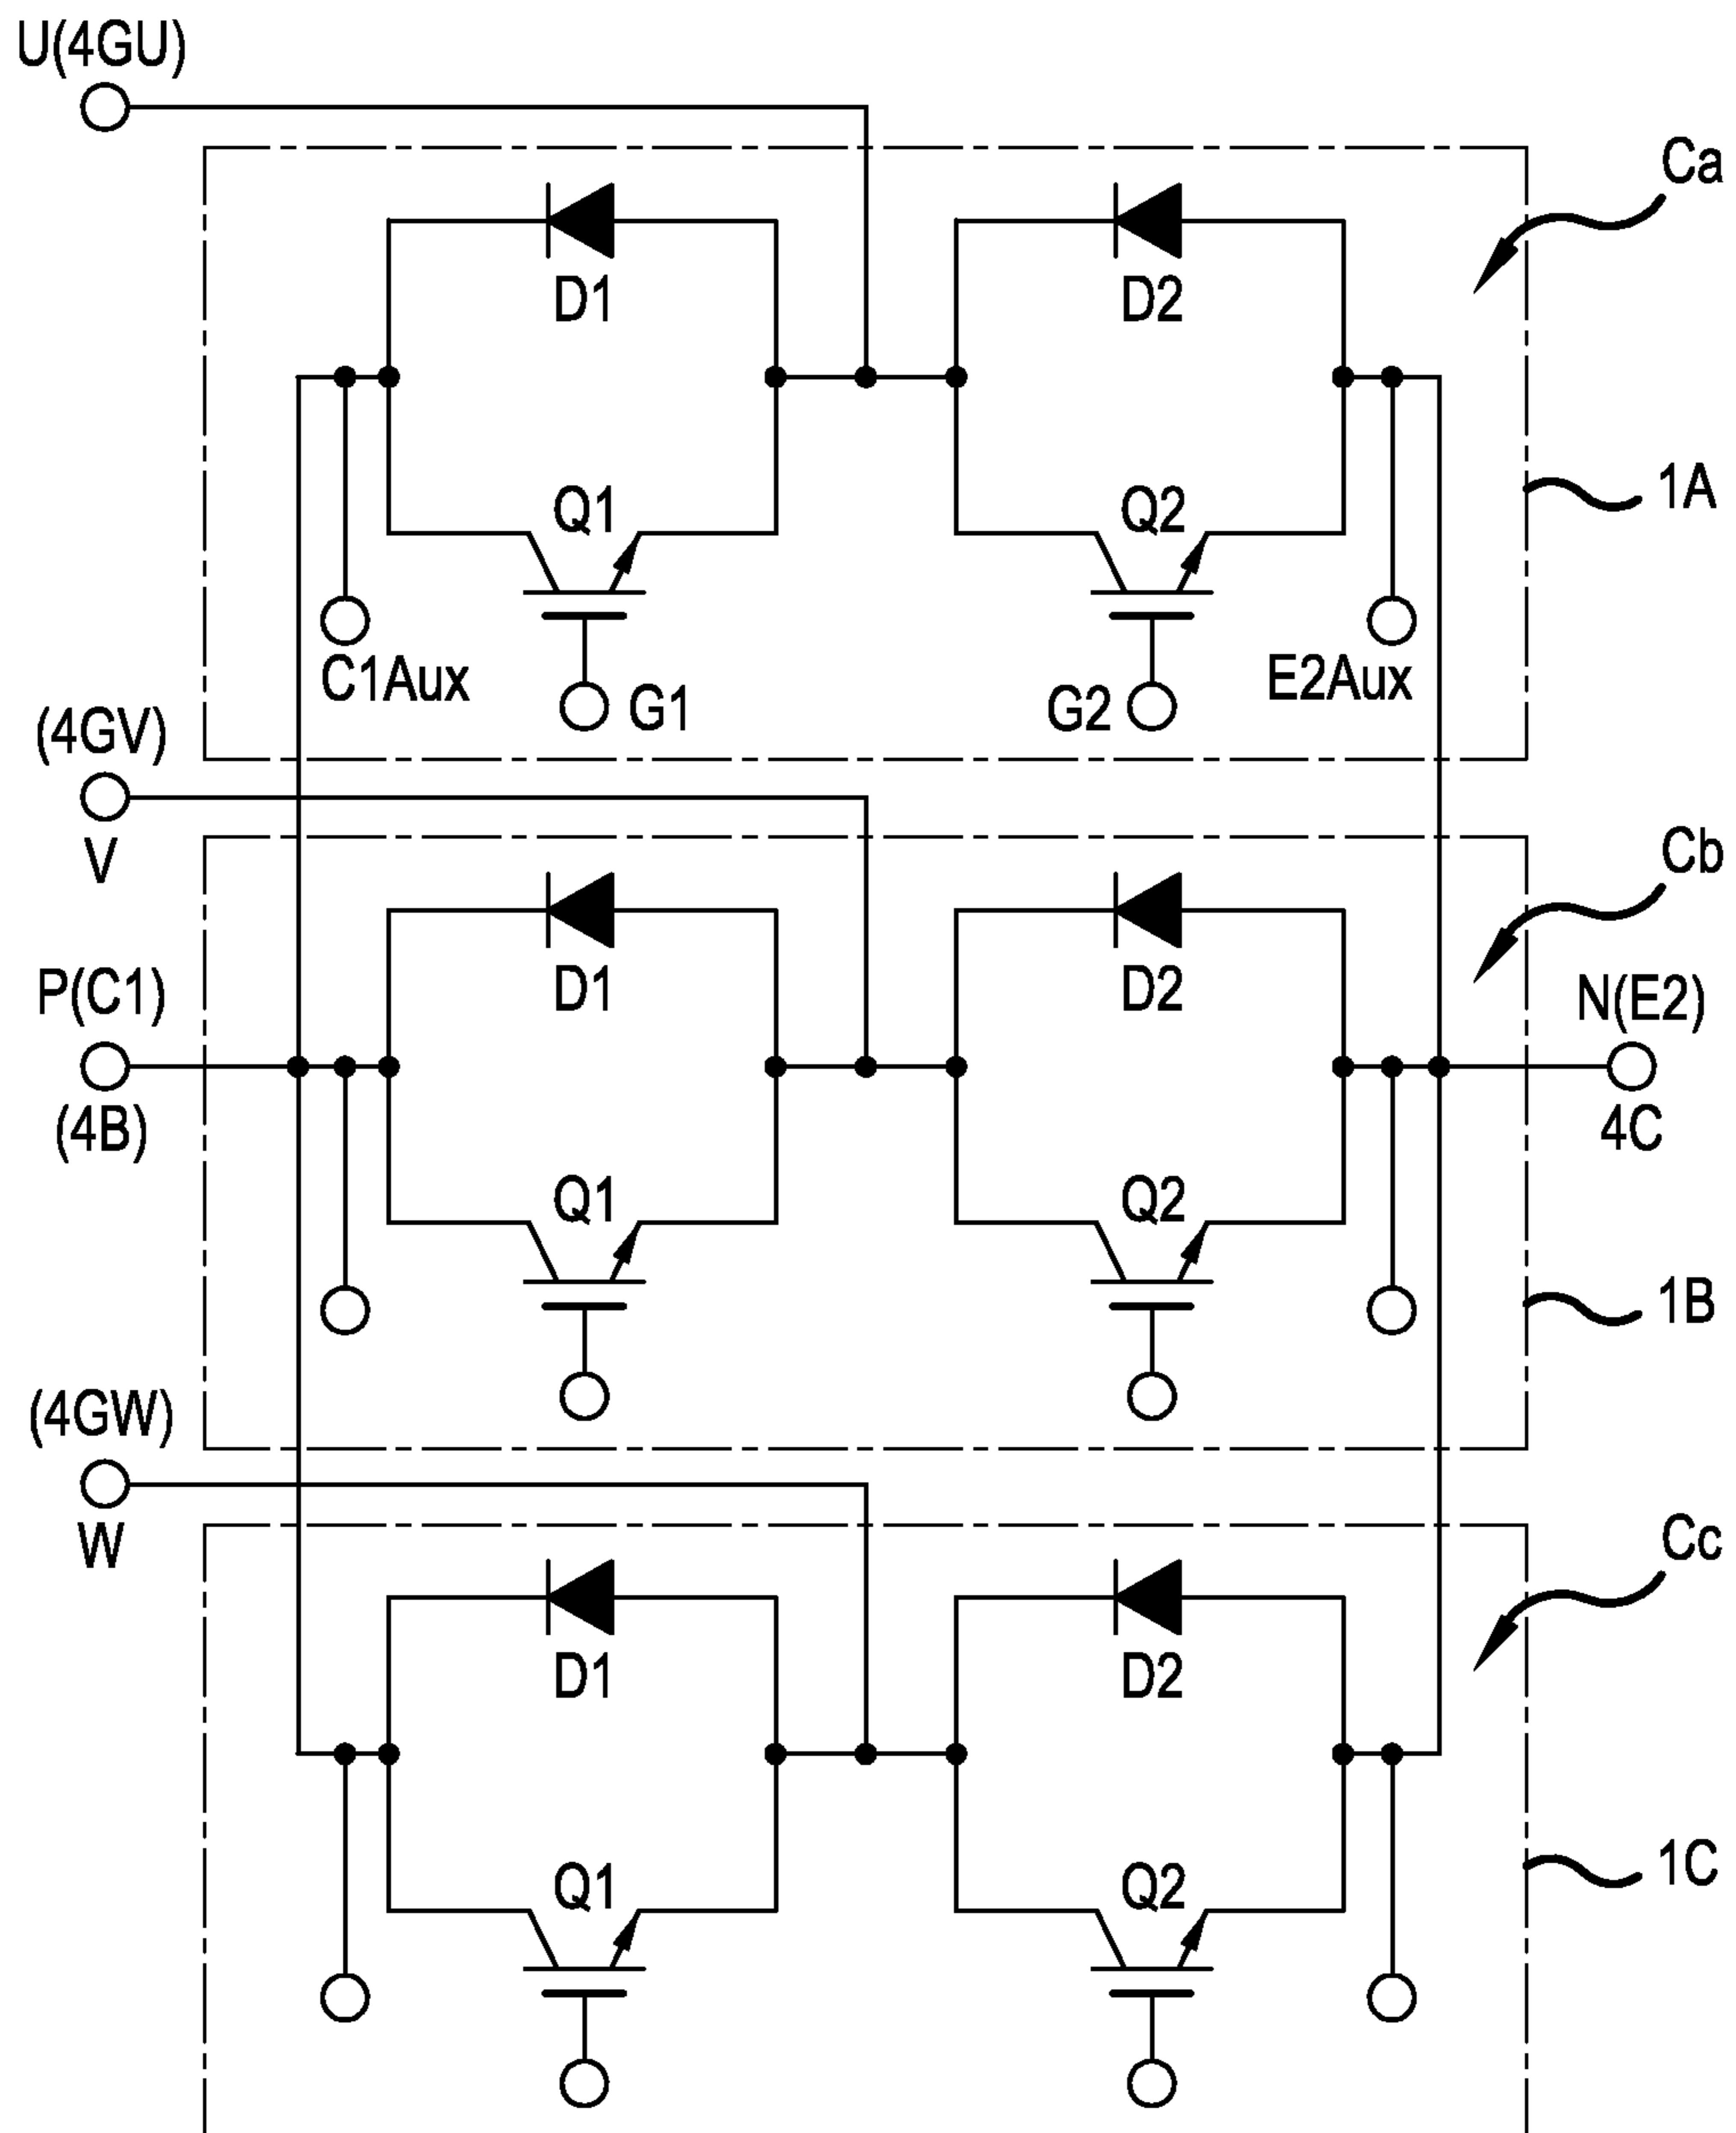 U(4GU)
Ca
D1
D2
1A
Q1
Q2
C1Aux
E2Aux
G1
G2
(4GV)
V
Cb
D1
D2
P(C1)
N(E2)
(4B)
4C
Q1
Q2
1B
(4GW)
W
Cc
D1
D2
1C
Q1
Q2